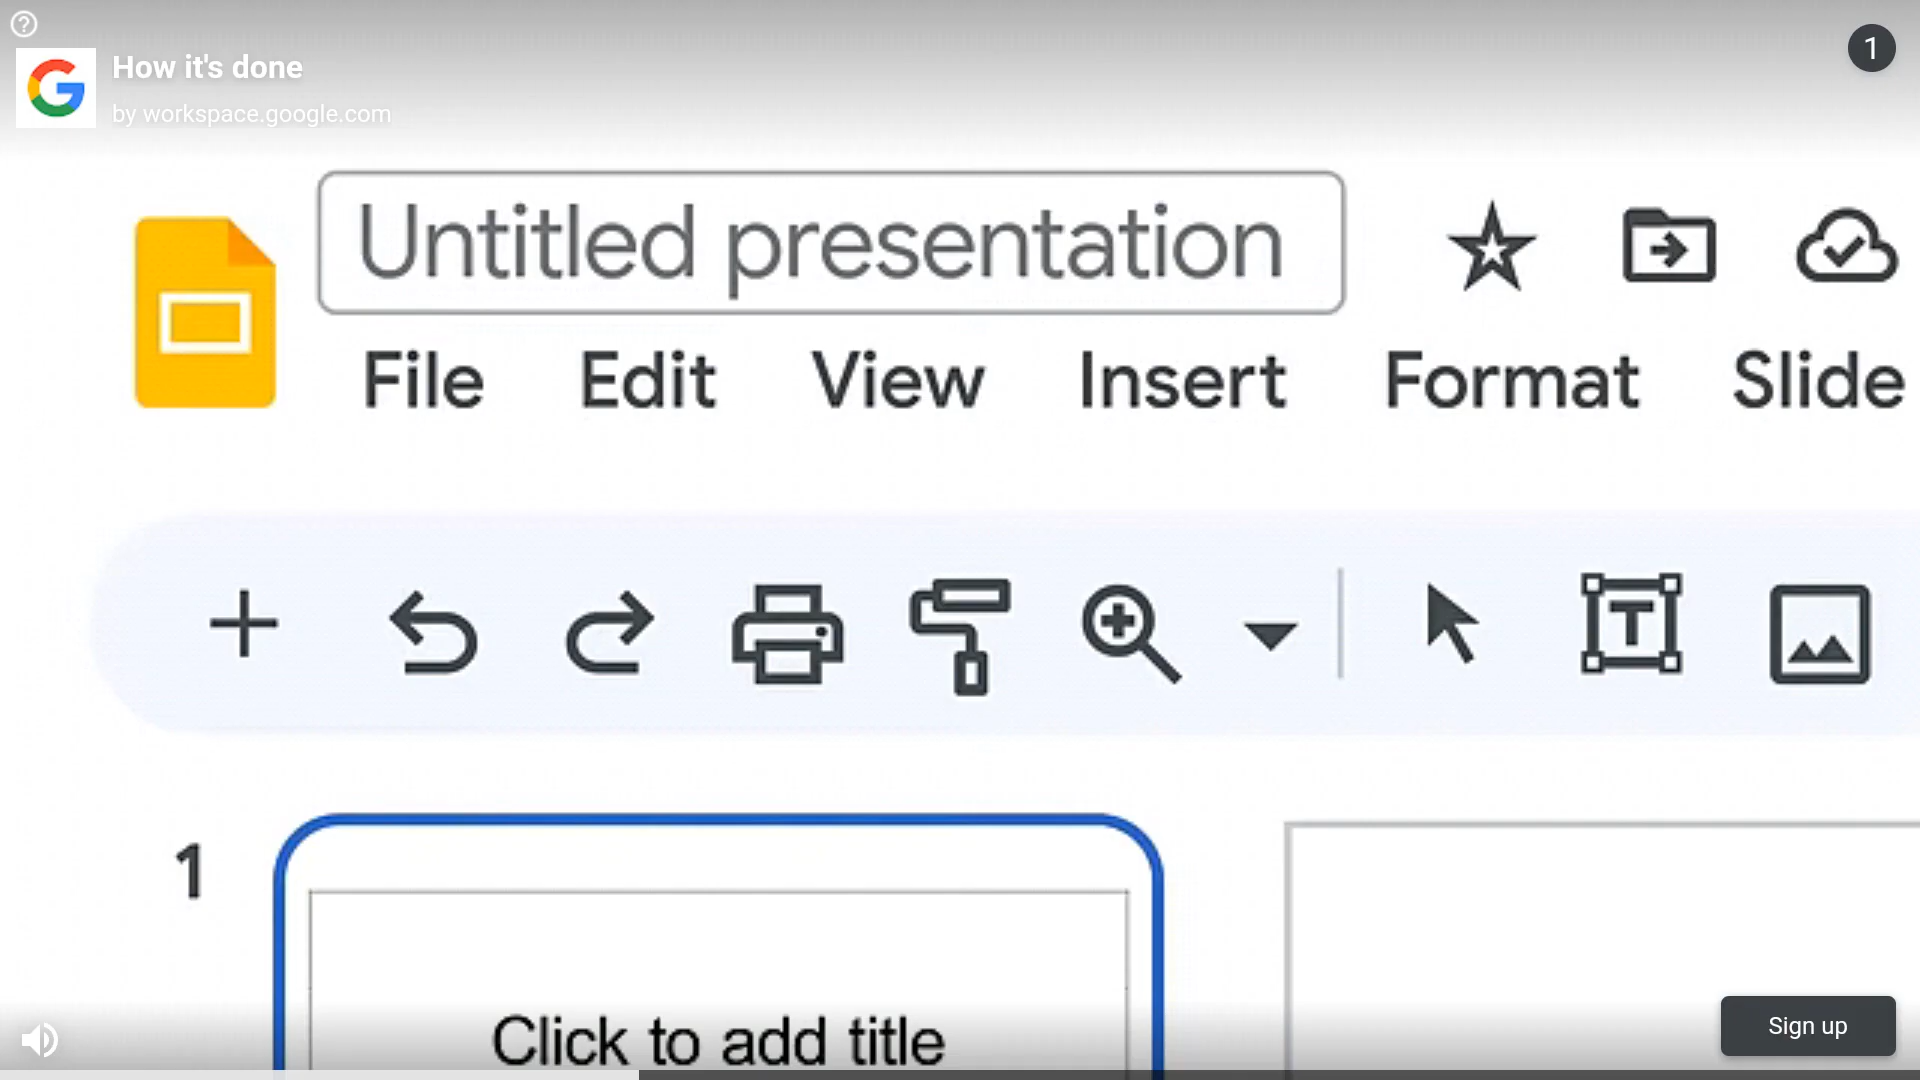 How it's done
by workspace.google.com
1
Untitled presentation
File Edit View Insert Format Slide
1
Click to add title
Sign up